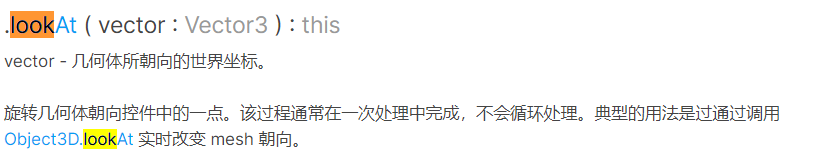 .lookAt ( vector : Vector3 ) : this
vector - 几何体所朝向的世界坐标。
旋转几何体朝向控件中的一点。该过程通常在一次处理中完成，不会循环处理。典型的用法是过通过调用
Object3D.lookAt 实时改变 mesh 朝向。